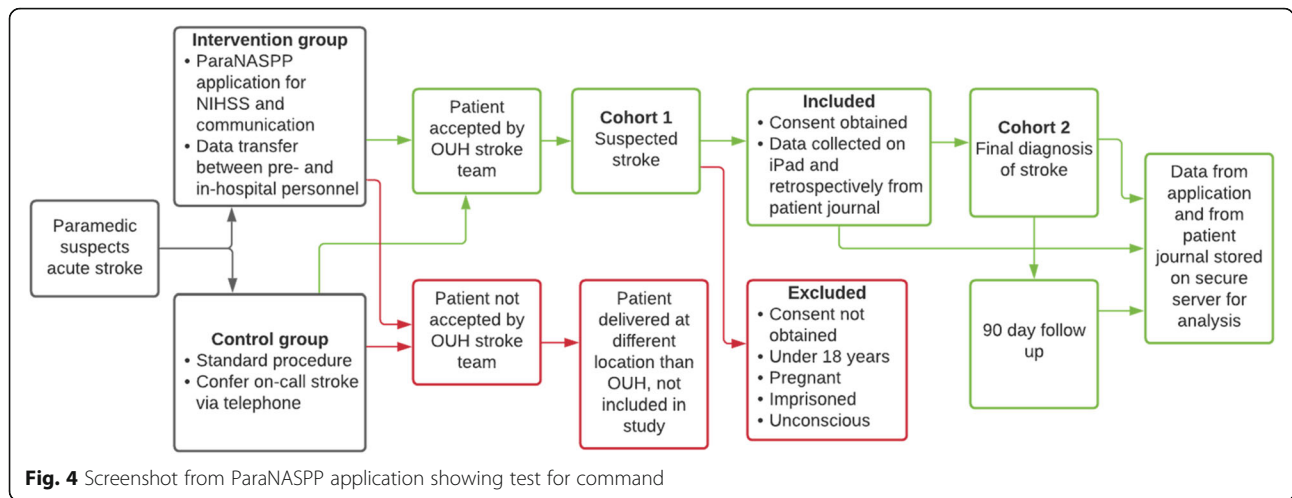 Paramedic
suspects
acute stroke
Intervention group
• ParaNASPP
application for
NIHSS and
communication
• Data transfer
between pre- and
in-hospital personnel
Control group
• Standard procedure
• Confer on-call stroke
via telephone
Patient
accepted by
OUH stroke
team
Patient not
accepted by
OUH stroke
team
Cohort 1
Suspected
stroke
Patient
delivered at
different
location than
OUH, not
included in
study
Included
• Consent obtained
• Data collected on
iPad and
retrospectively from
patient journal
Excluded
• Consent not
obtained
• Under 18 years
• Pregnant
• Imprisoned
• Unconscious
Cohort 2
Final diagnosis
of stroke
90 day follow
up
Data from
application
and from
patient
journal stored
on secure
server for
analysis
Fig. 4 Screenshot from ParaNASPP application showing test for command